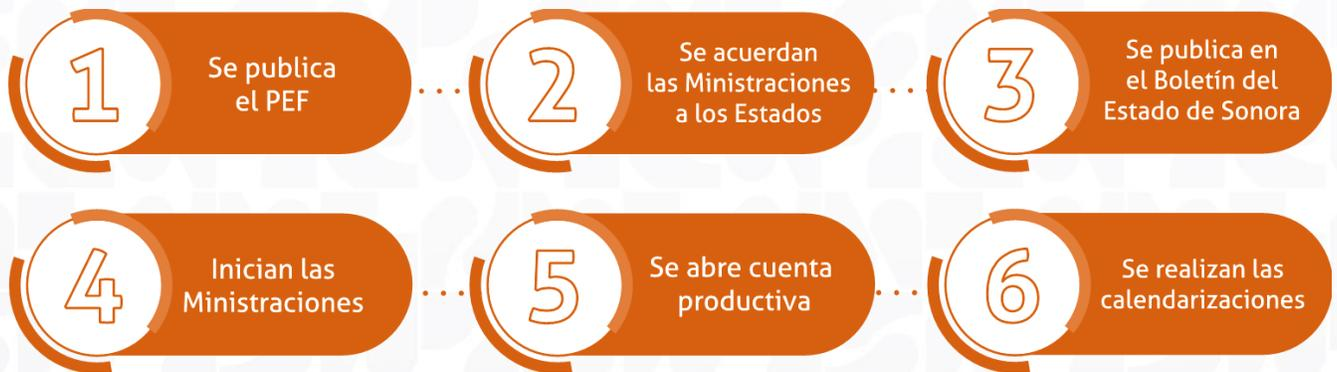 1
Se publica
el PEF
2
Se acuerdan
las Ministraciones
a los Estados
3
Se publica en
el Boletín del
Estado de Sonora
4
Inician las
Ministraciones
5
Se abre cuenta
productiva
6
Se realizan las
calendarizaciones